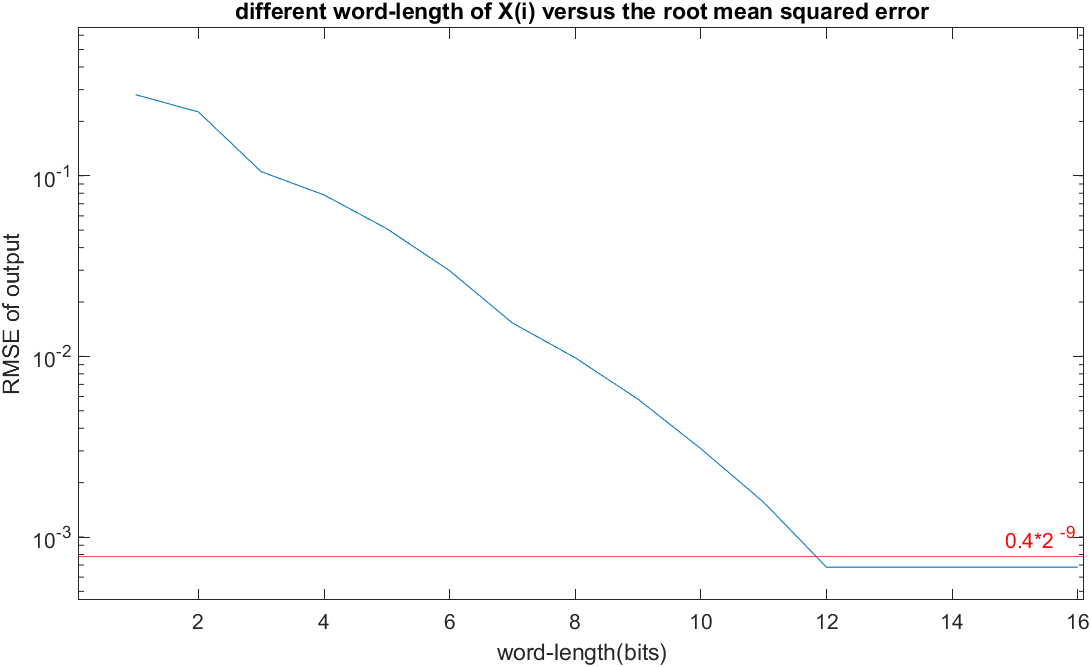 different word-length of X(i) versus the root mean squared error
RMSE of output
10^-1
10^-2
10^-3
0.4*2^-9
2 4 6 8 10 12 14 16
word-length(bits)